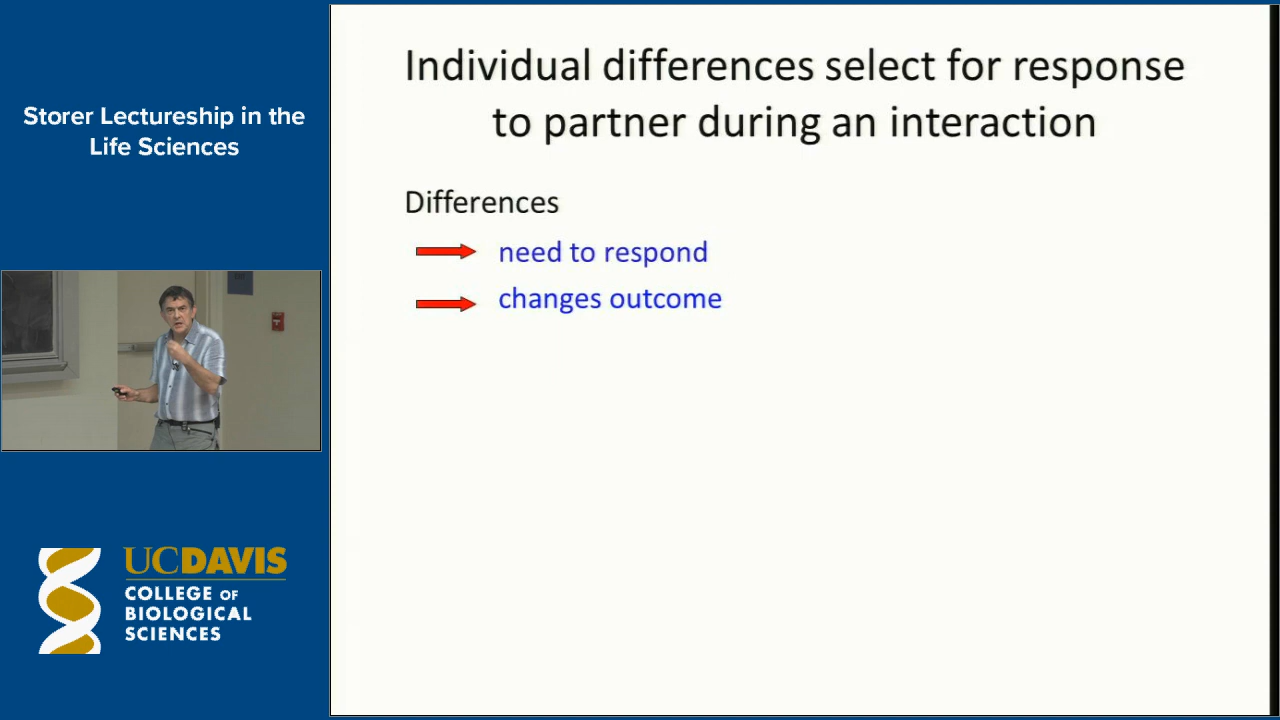 Storer Lectureship in the
Life Sciences
UCDAVIS
COLLEGE OF
BIOLOGICAL
SCIENCES
Individual differences select for response
to partner during an interaction
Differences
need to respond
changes outcome